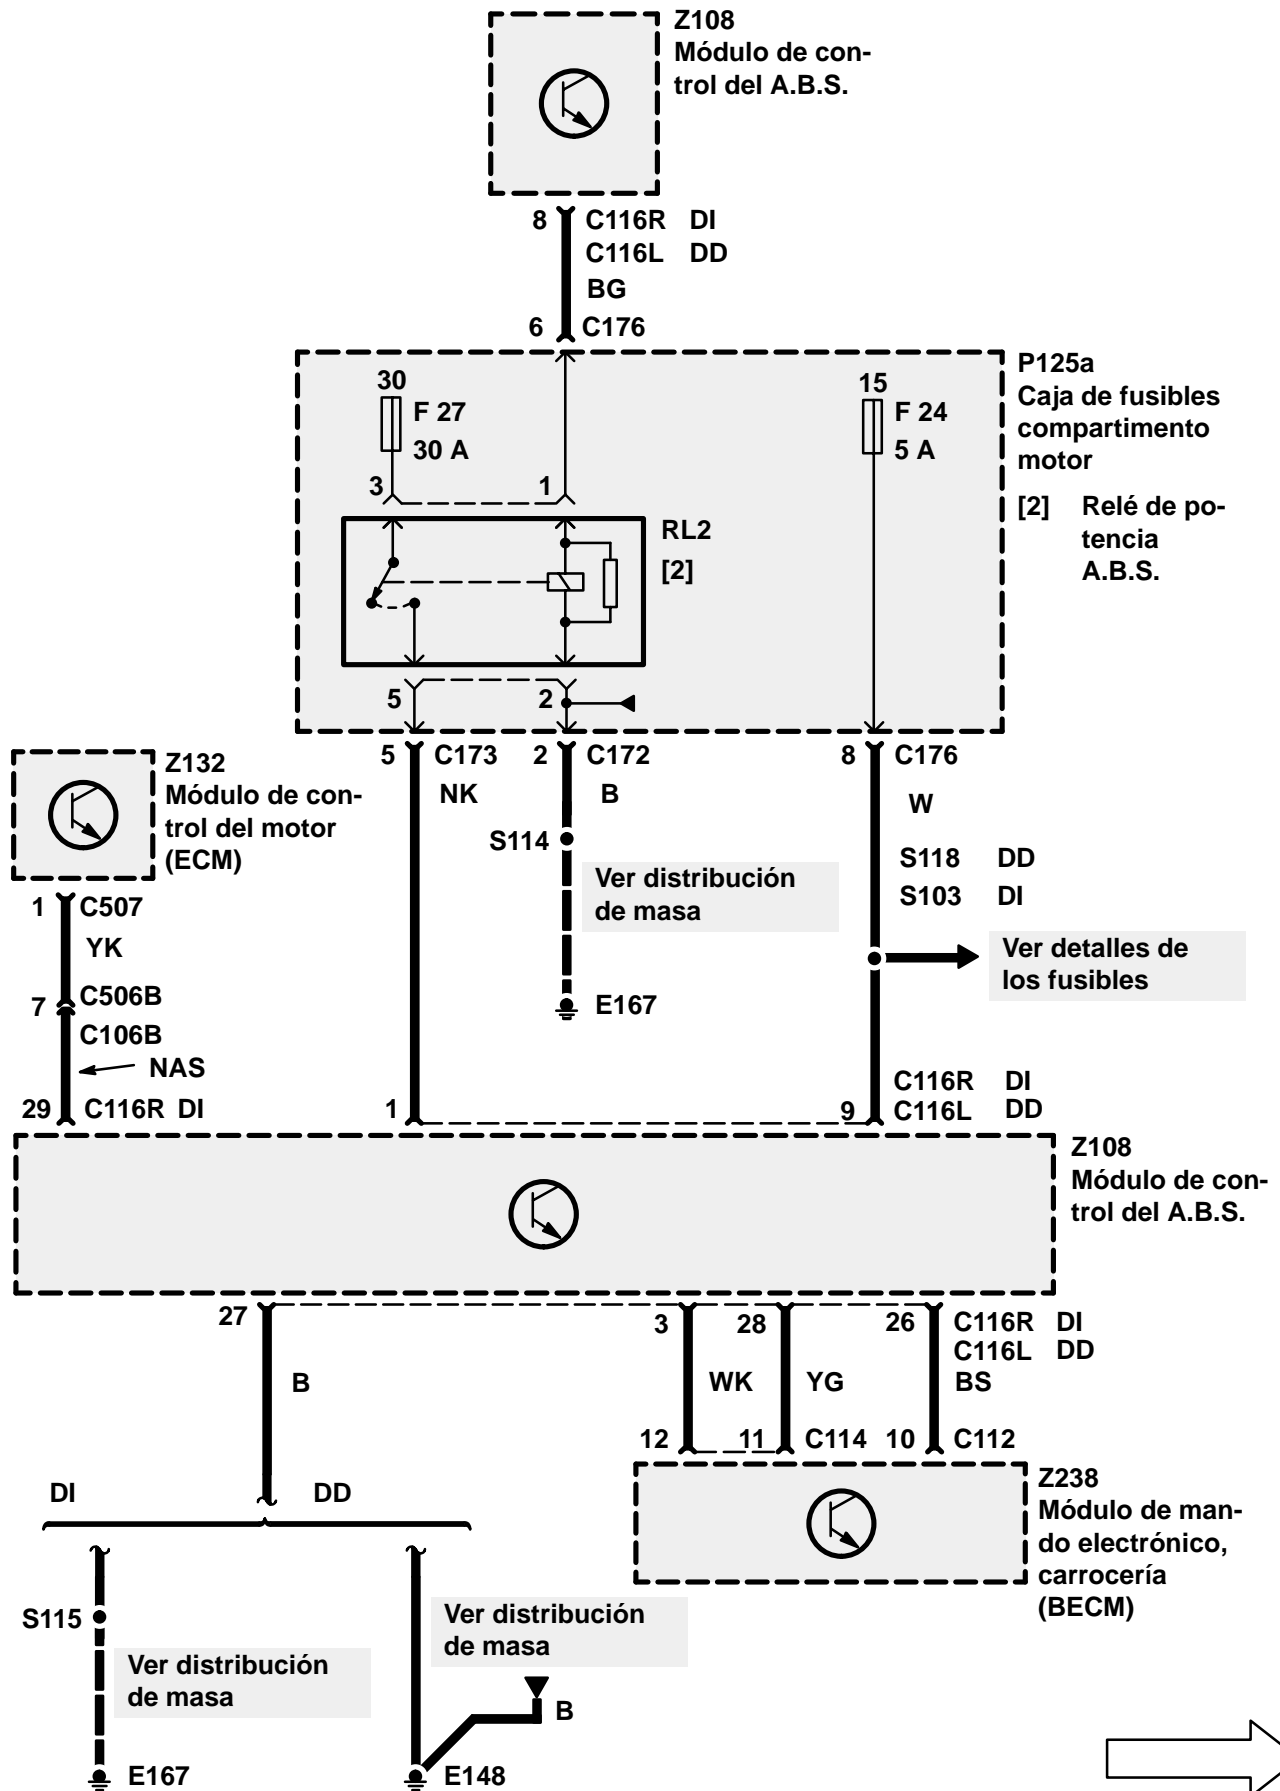 Z108
Módulo de con-
trol del A.B.S.
8 C116R DI
C116L DD
BG
6 C176
P125a
Caja de fusibles
compartimento
motor
[2] Relé de po-
tencia
A.B.S.
30
F 27
30 A
15
F 24
5 A
3 1
RL2
[2]
5 2
5 C173 2 C172 8 C176
NK B W
Z132
Módulo de con-
trol del motor
(ECM)
S114
S118 DD
S103 DI
Ver distribución
de masa
1 C507
YK
Ver detalles de
los fusibles
7 C506B
C106B
E167
NAS
29 C116R DI
1
9
C116R DI
C116L DD
Z108
Módulo de con-
trol del A.B.S.
27
3 28 26 C116R DI
C116L DD
B
WK YG BS
12 11 C114 10 C112
Z238
Módulo de man-
do electrónico,
carrocería
(BECM)
DI DD
S115
Ver distribución
de masa
Ver distribución
de masa
B
E167
E148